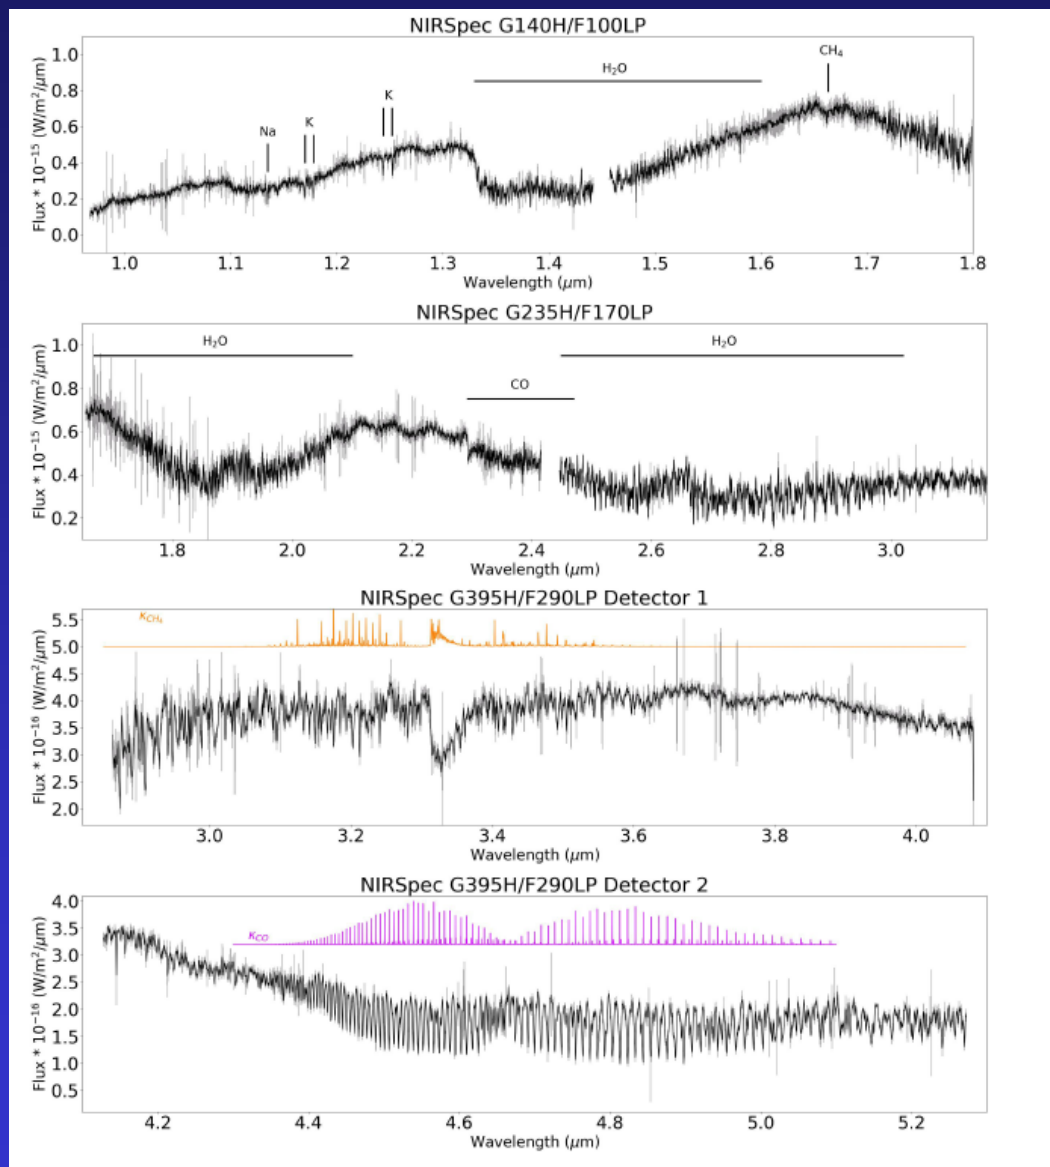 NIRSpec G140H/F100LP
Flux * 10⁻¹⁵ (W/m²/μm)
1.0
0.8
0.6
0.4
0.2
0.0
Na
K
K
H₂O
CH₄
1.0 1.1 1.2 1.3 1.4 1.5 1.6 1.7 1.8
Wavelength (μm)
NIRSpec G235H/F170LP
Flux * 10⁻¹⁵ (W/m²/μm)
1.0
0.8
0.6
0.4
0.2
H₂O
CO
H₂O
1.8 2.0 2.2 2.4 2.6 2.8 3.0
Wavelength (μm)
NIRSpec G395H/F290LP Detector 1
Flux * 10⁻¹⁶ (W/m²/μm)
5.5
5.0
4.5
4.0
3.5
3.0
2.5
2.0
κCH₄
3.0 3.2 3.4 3.6 3.8 4.0
Wavelength (μm)
NIRSpec G395H/F290LP Detector 2
Flux * 10⁻¹⁶ (W/m²/μm)
4.0
3.5
3.0
2.5
2.0
1.5
1.0
0.5
κCO
4.2 4.4 4.6 4.8 5.0 5.2
Wavelength (μm)